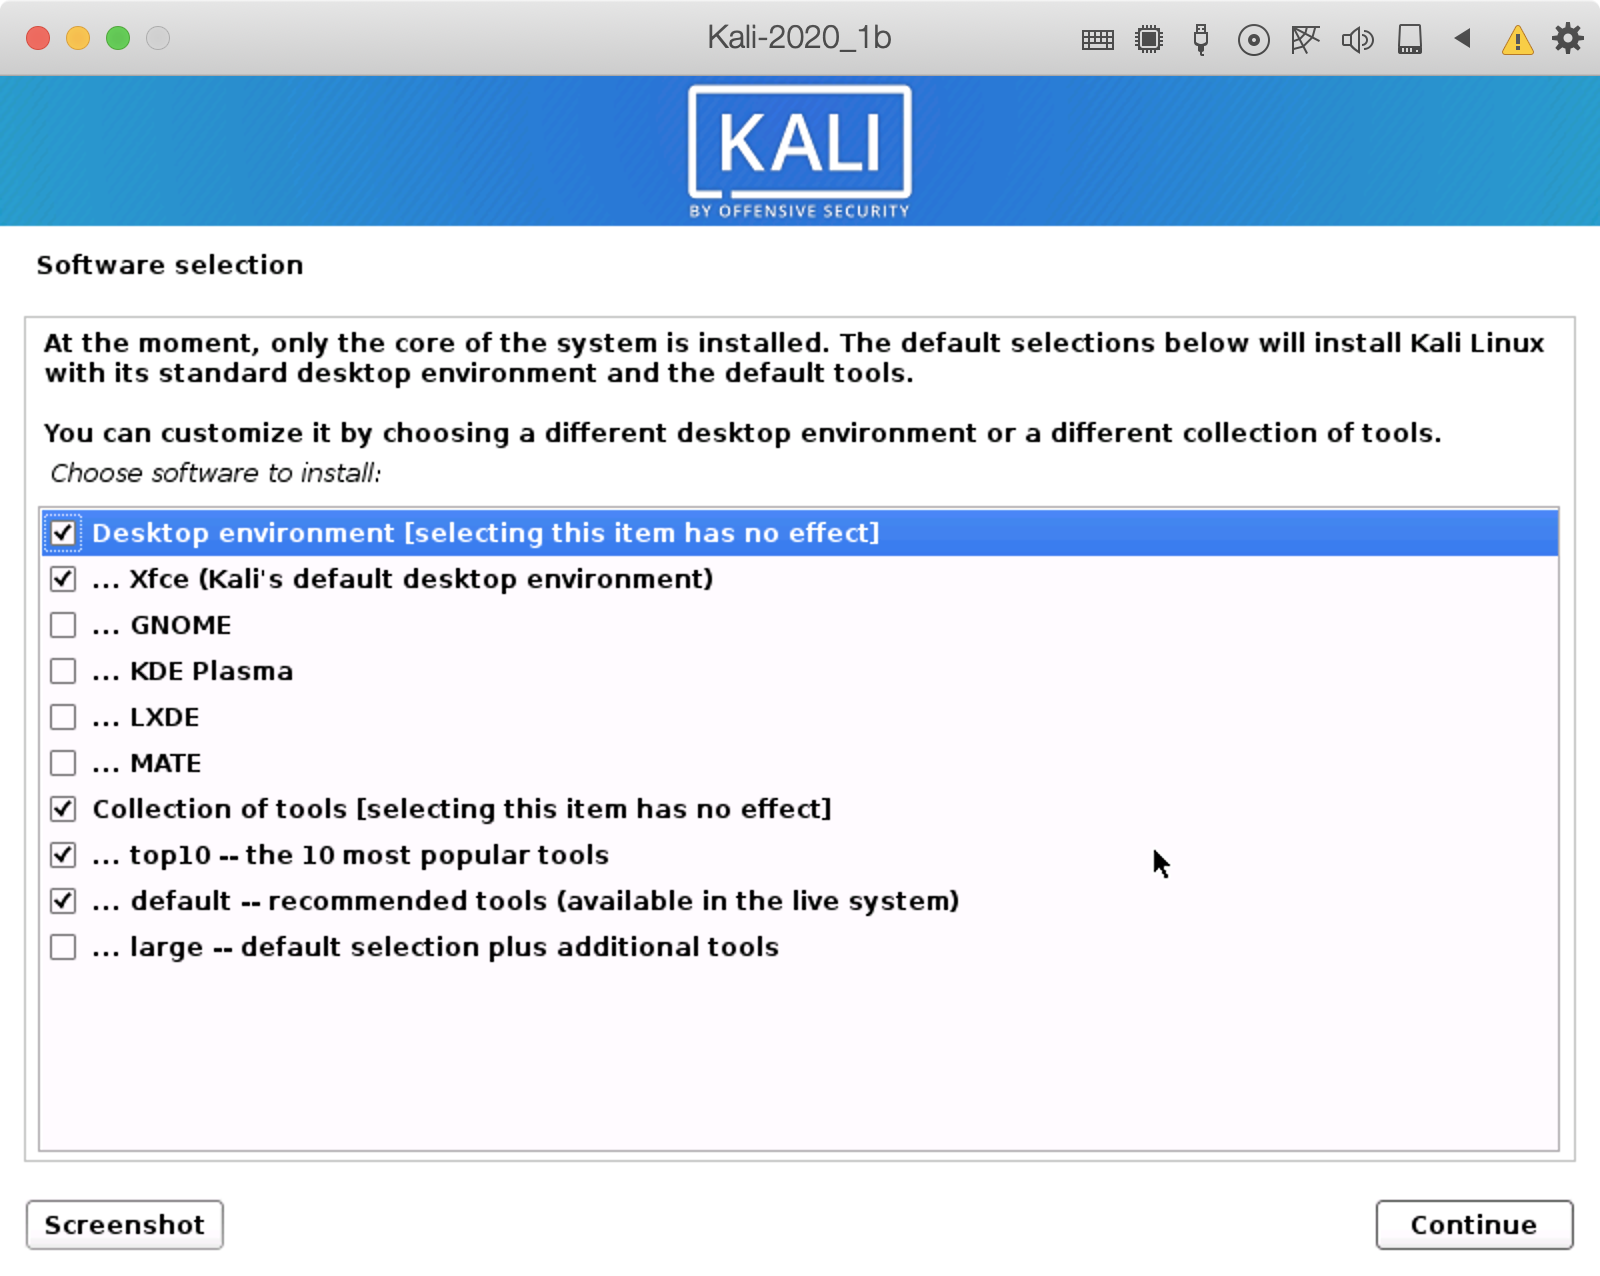 Kali-2020_1b
KALI
BY OFFENSIVE SECURITY
Software selection
At the moment, only the core of the system is installed. The default selections below will install Kali Linux
with its standard desktop environment and the default tools.
You can customize it by choosing a different desktop environment or a different collection of tools.
Choose software to install:
Desktop environment [selecting this item has no effect]
... Xfce (Kali's default desktop environment)
... GNOME
... KDE Plasma
... LXDE
... MATE
Collection of tools [selecting this item has no effect]
... top10 -- the 10 most popular tools
... default -- recommended tools (available in the live system)
... large -- default selection plus additional tools
Screenshot
Continue